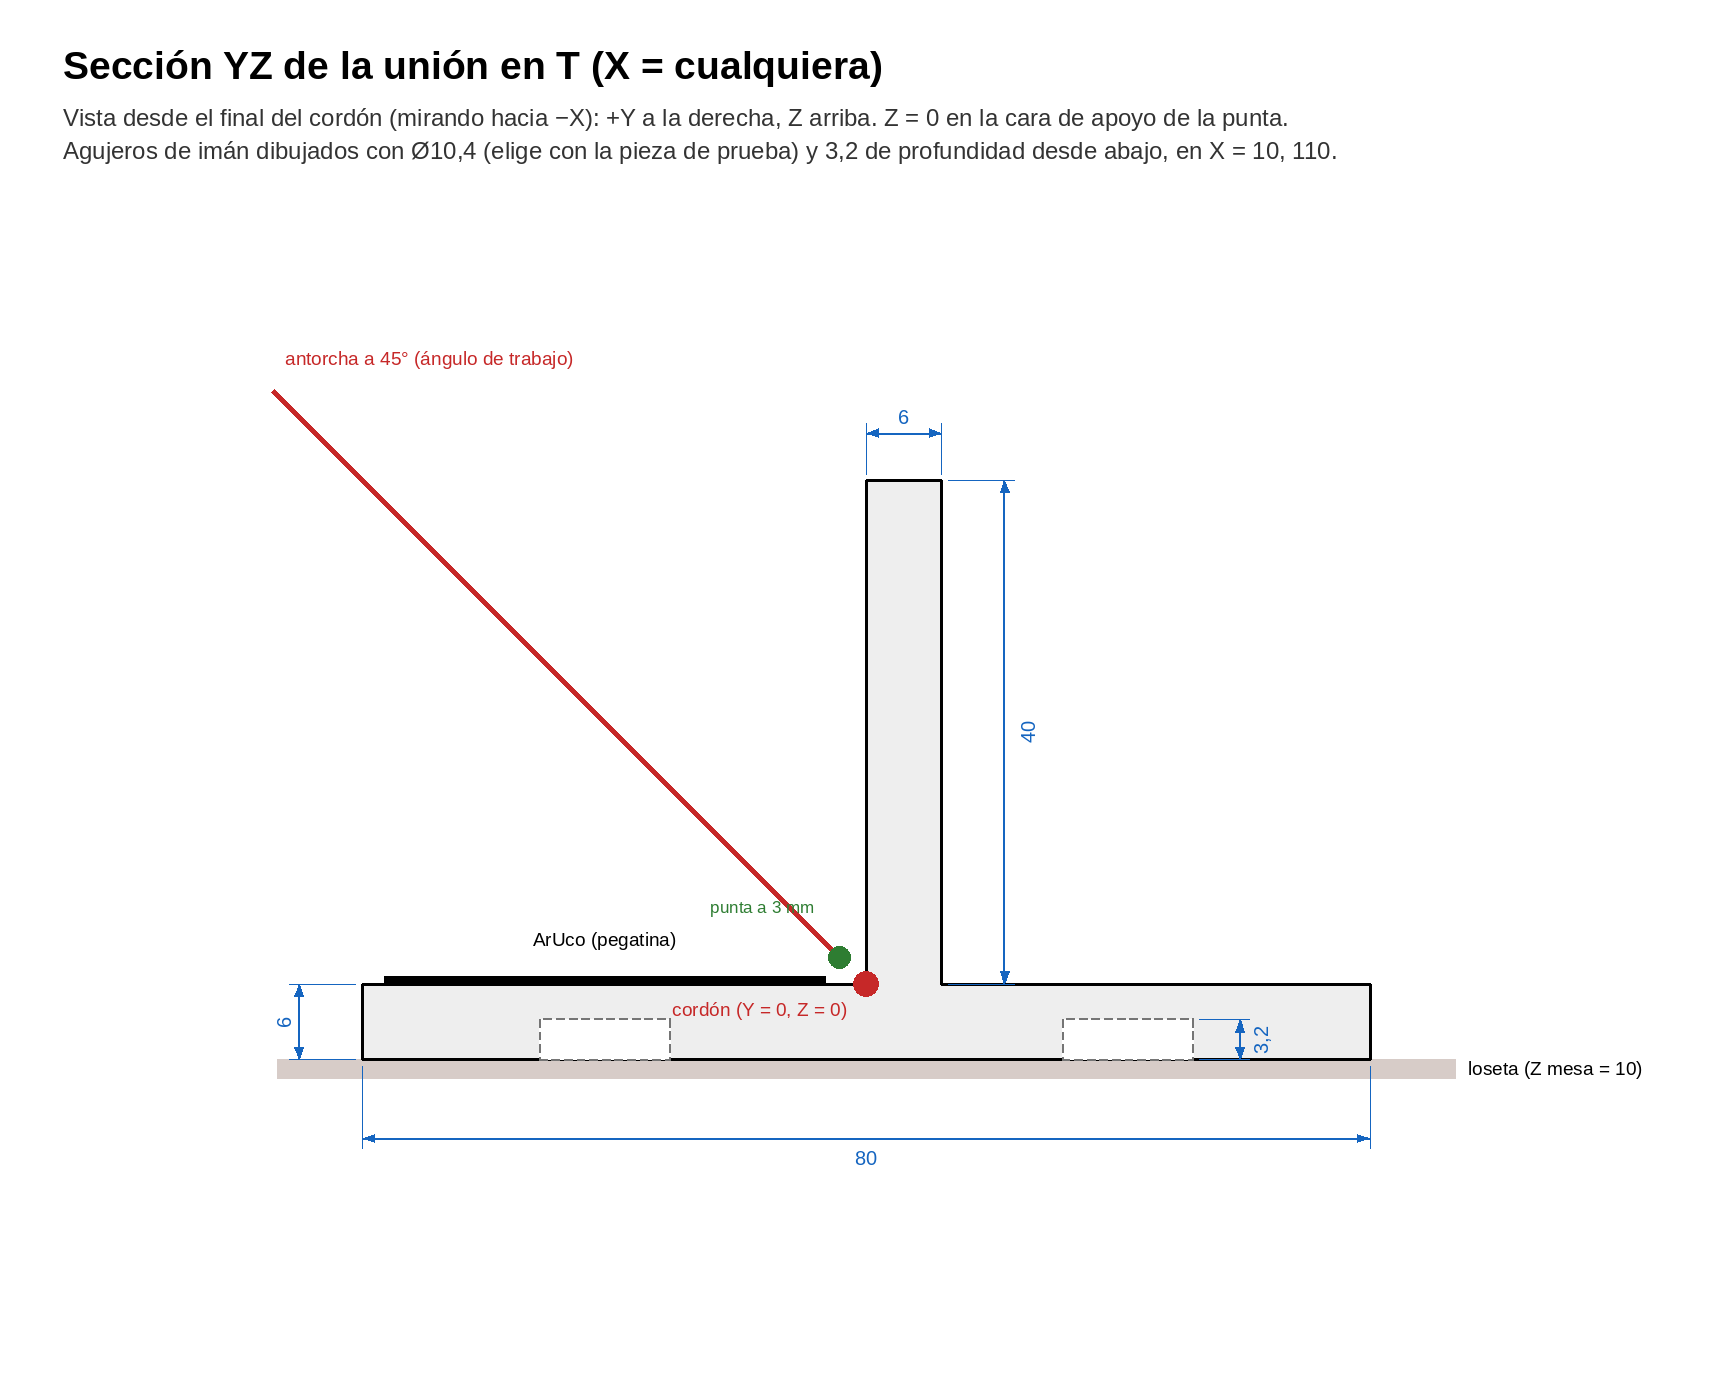 Sección YZ de la unión en T (X = cualquiera)
Vista desde el final del cordón (mirando hacia −X): +Y a la derecha, Z arriba. Z = 0 en la cara de apoyo de la punta.
Agujeros de imán dibujados con Ø10,4 (elige con la pieza de prueba) y 3,2 de profundidad desde abajo, en X = 10, 110.
antorcha a 45° (ángulo de trabajo)
6
40
punta a 3 mm
ArUco (pegatina)
cordón (Y = 0, Z = 0)
6
3,2
loseta (Z mesa = 10)
80